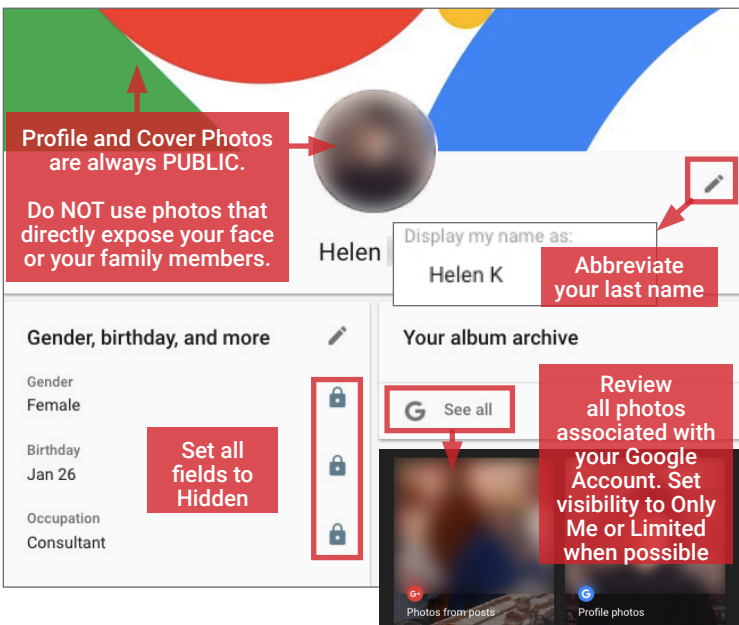 Profile and Cover Photos
are always PUBLIC.
Do NOT use photos that
directly expose your face
or your family members.
Helen
Display my name as:
Helen K
Abbreviate
your last name
Gender, birthday, and more
Gender
Female
Birthday
Jan 26
Occupation
Consultant
Set all
fields to
Hidden
Your album archive
G See all
Review
all photos
associated with
your Google
Account. Set
visibility to Only
Me or Limited
when possible
G+
Photos from posts
G
Profile photos